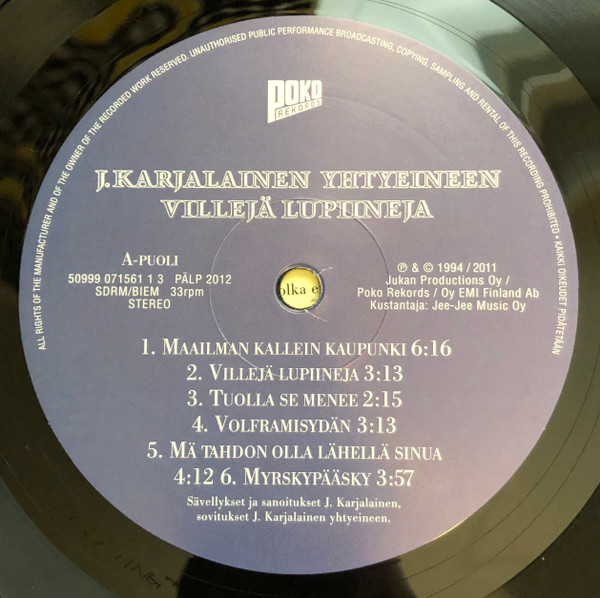 ALL RIGHTS OF THE MANUFACTURER AND OF THE OWNER OF THE RECORDED WORK RESERVED. UNAUTHORISED PUBLIC PERFORMANCE BROADCASTING, COPYING, SAMPLING AND RENTAL OF THIS RECORDING PROHIBITED • KAIKKI OIKEUDET PIDÄTETÄÄN
POKO
REKORDS
J.KARJALAINEN YHTYEINEEN
VILLEJÄ LUPIINEJA
A-PUOLI
50999 071561 1 3 PÄLP 2012
SDRM/BIEM 33rpm
STEREO
olka e
℗ & © 1994 / 2011
Jukan Productions Oy /
Poko Rekords / Oy EMI Finland Ab
Kustantaja: Jee-Jee Music Oy
1. MAAILMAN KALLEIN KAUPUNKI 6:16
2. VILLEJÄ LUPIINEJA 3:13
3. TUOLLA SE MENEE 2:15
4. VOLFRAMISYDÄN 3:13
5. MÄ TAHDON OLLA LÄHELLÄ SINUA
4:12 6. MYRSKYPÄÄSKY 3:57
Sävellykset ja sanoitukset J. Karjalainen,
sovitukset J. Karjalainen yhtyeineen.